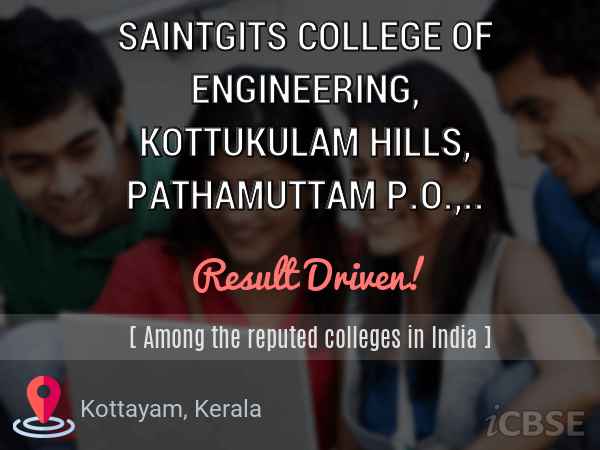 SAINTGITS COLLEGE OF
ENGINEERING,
KOTTUKULAM HILLS,
PATHAMUTTAM P.O.,..
Result Driven!
[ Among the reputed colleges in India ]
Kottayam, Kerala
iCBSE